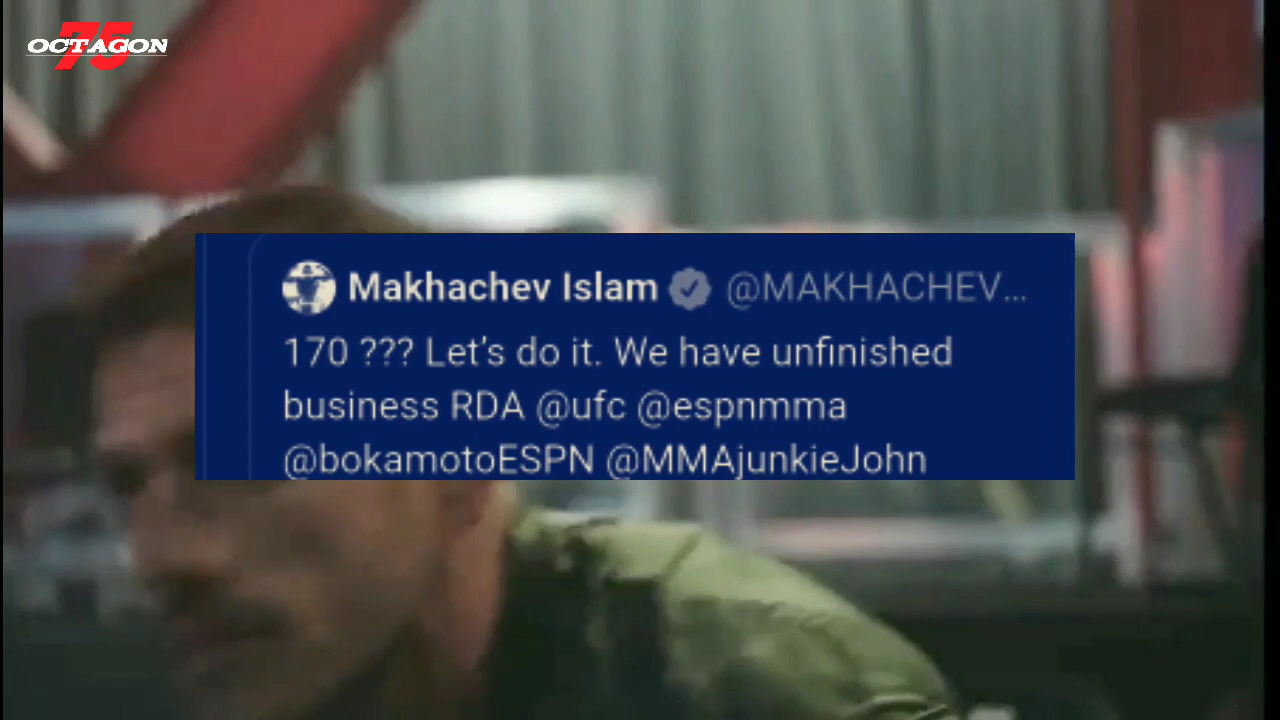 75
OCTAGON
Makhachev Islam @MAKHACHEV...
170 ??? Let's do it. We have unfinished
business RDA @ufc @espnmma
@bokamotoESPN @MMAjunkieJohn